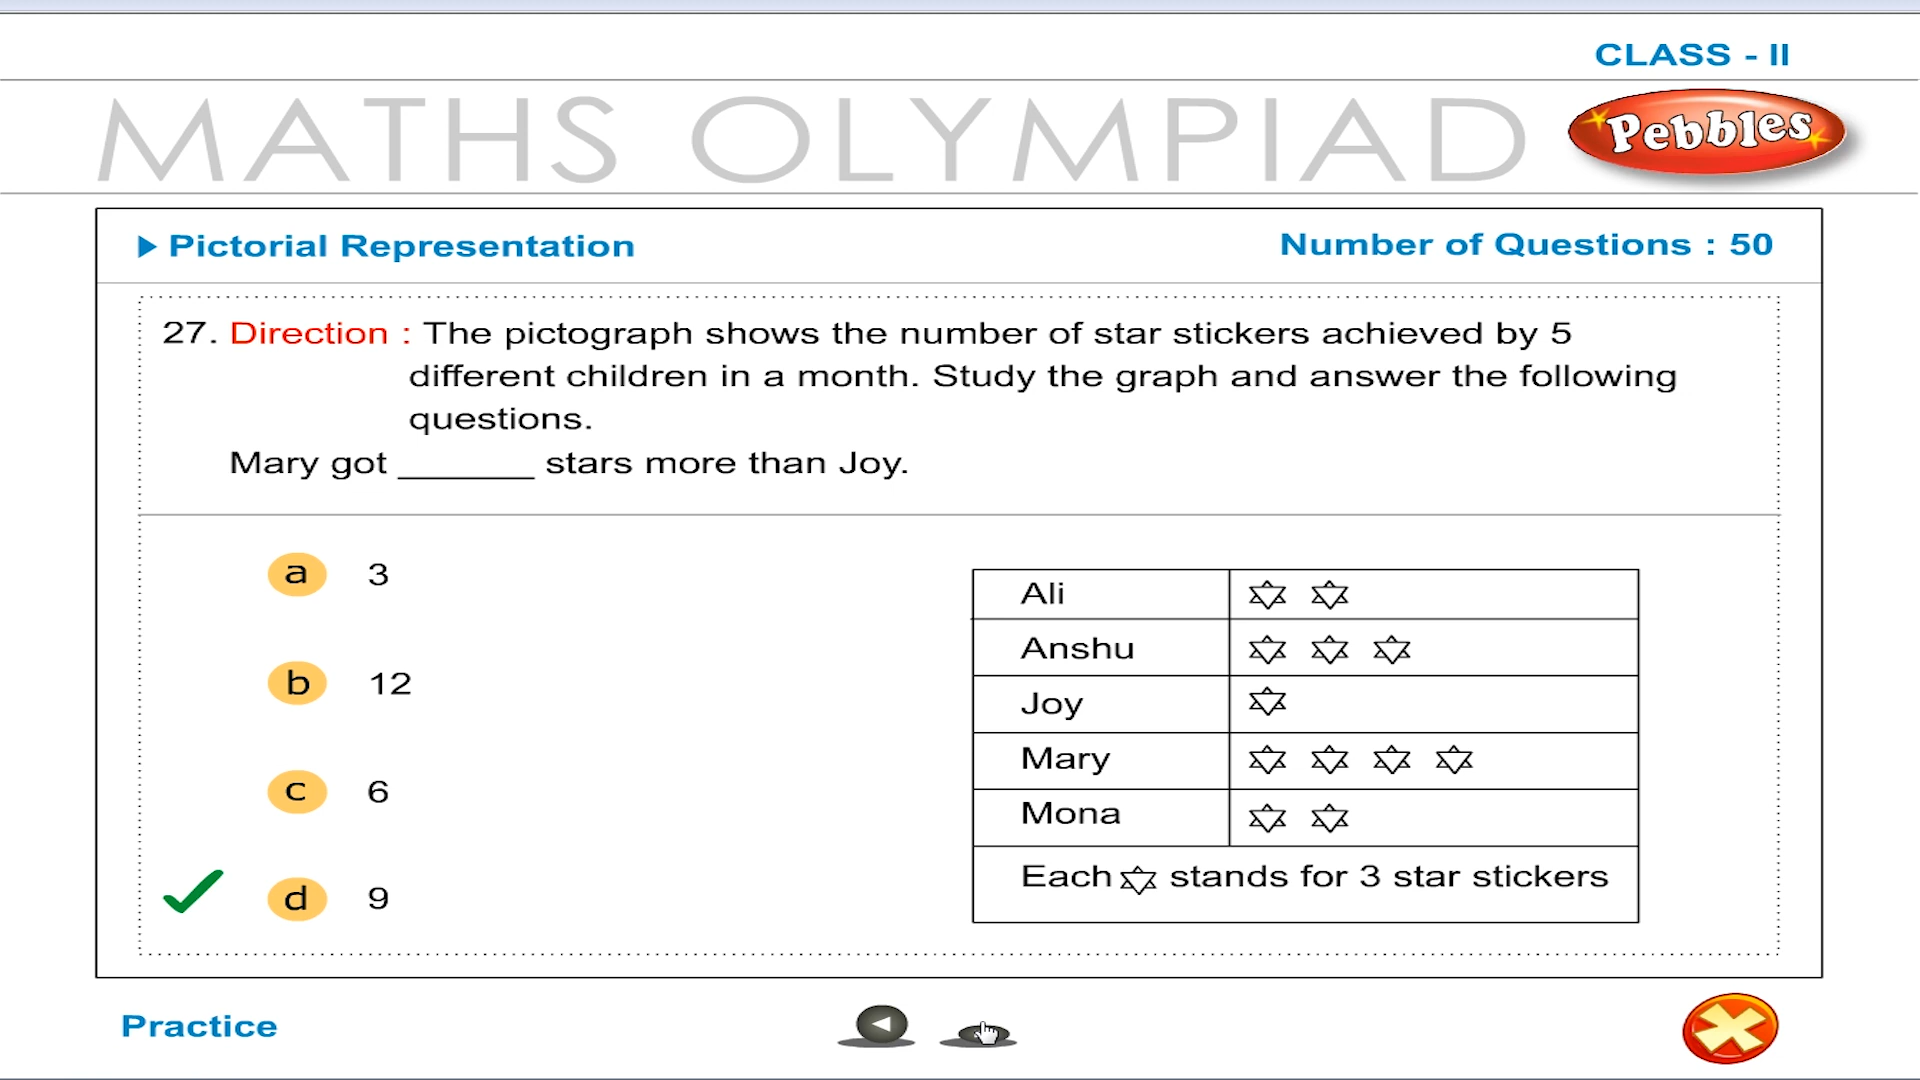 CLASS - II
MATHS OLYMPIAD
Pebbles
Pictorial Representation
Number of Questions : 50
27. Direction : The pictograph shows the number of star stickers achieved by 5
different children in a month. Study the graph and answer the following
questions.
Mary got _______ stars more than Joy.
a 3
b 12
c 6
d 9
Ali
Anshu
Joy
Mary
Mona
Each ✡ stands for 3 star stickers
Practice